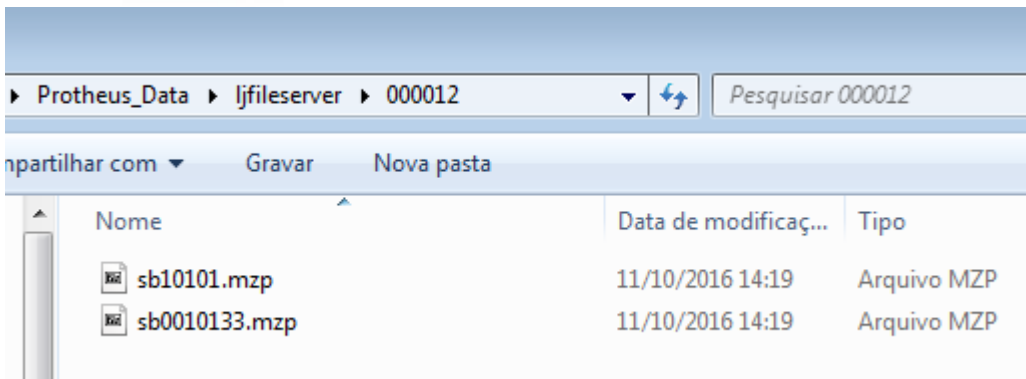 Protheus_Data ljfileserver 000012 Pesquisar 000012
mpartilhar com Gravar Nova pasta
Nome Data de modificaç... Tipo
sb10101.mzp 11/10/2016 14:19 Arquivo MZP
sb0010133.mzp 11/10/2016 14:19 Arquivo MZP